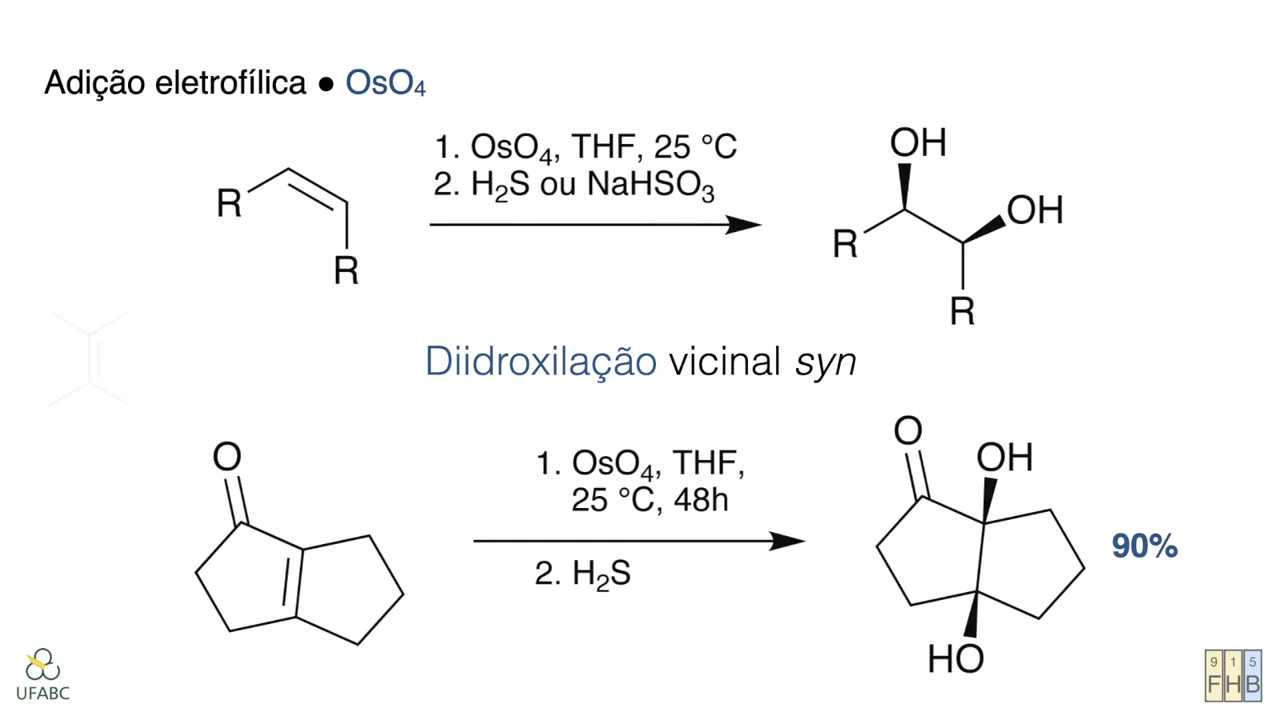 Adição eletrofílica ● OsO₄
1. OsO₄, THF, 25 °C
2. H₂S ou NaHSO₃
R
R
OH
OH
R
R
Diidroxilação vicinal syn
O
1. OsO₄, THF,
25 °C, 48h
2. H₂S
O
OH
HO
90%
UFABC
9 1 5
F H B